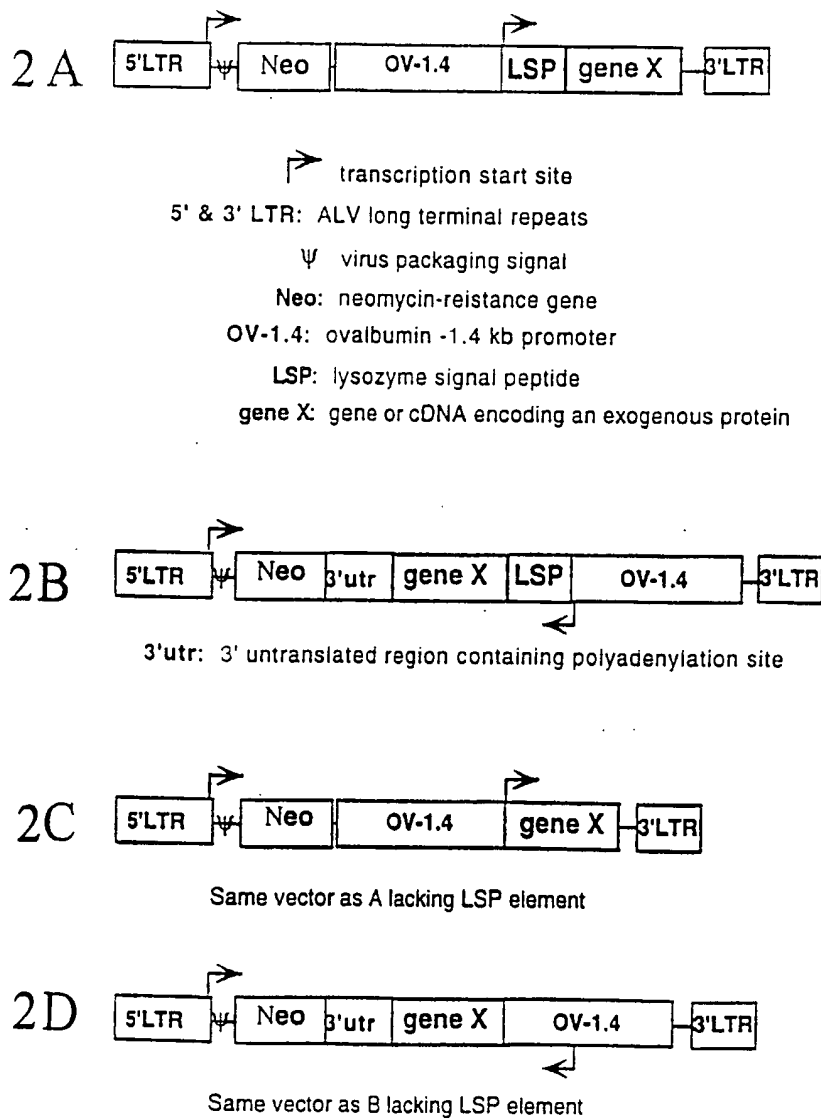 2A 5'LTR Ψ Neo OV-1.4 LSP gene X 3'LTR
transcription start site
5' & 3' LTR: ALV long terminal repeats
Ψ virus packaging signal
Neo: neomycin-reistance gene
OV-1.4: ovalbumin -1.4 kb promoter
LSP: lysozyme signal peptide
gene X: gene or cDNA encoding an exogenous protein
2B 5'LTR Ψ Neo 3'utr gene X LSP OV-1.4 3'LTR
3'utr: 3' untranslated region containing polyadenylation site
2C 5'LTR Ψ Neo OV-1.4 gene X 3'LTR
Same vector as A lacking LSP element
2D 5'LTR Ψ Neo 3'utr gene X OV-1.4 3'LTR
Same vector as B lacking LSP element